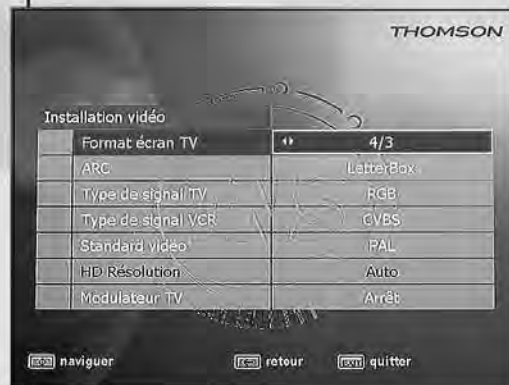 THOMSON
Installation vidéo
Format écran TV 4/3
ARC LetterBox
Type de signal TV RGB
Type de signal VCR CVBS
Standard vidéo PAL
HD Résolution Auto
Modulateur TV Arrêt
naviguer retour EXIT quitter